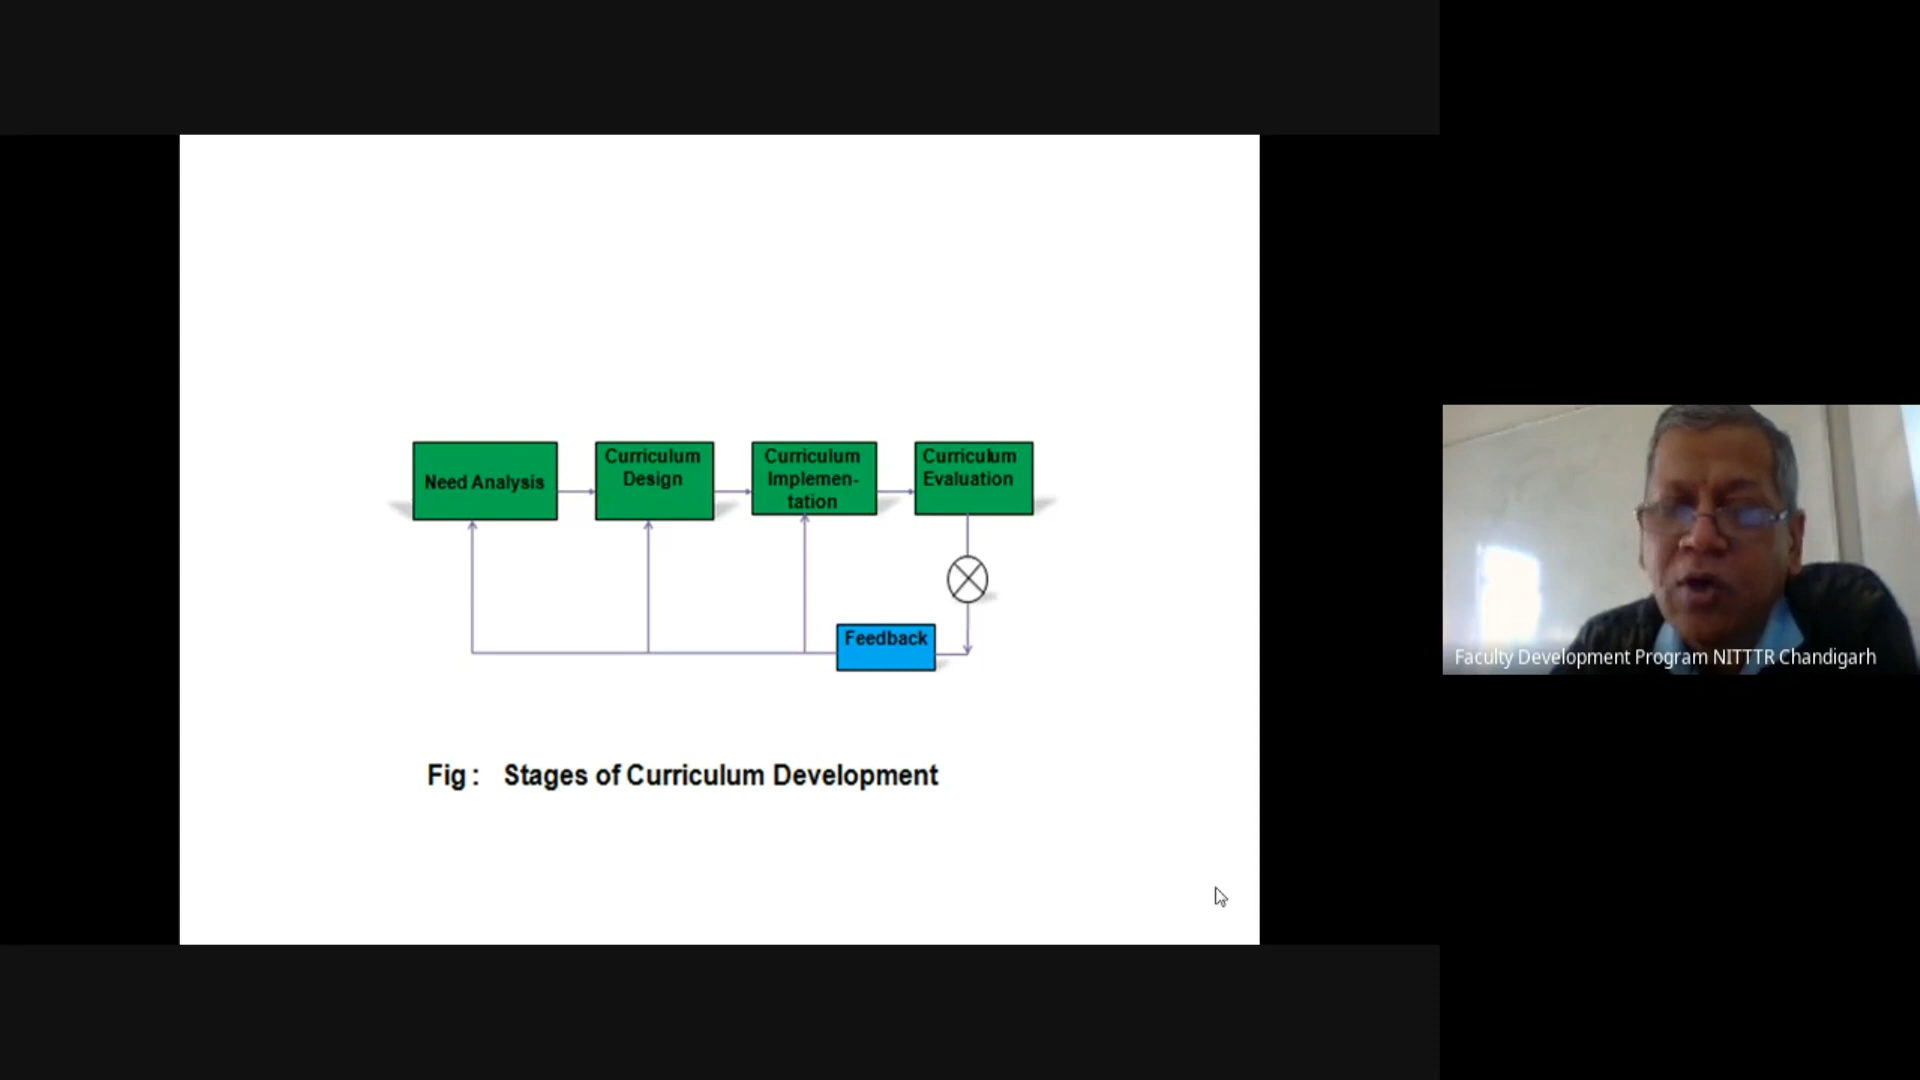 Need Analysis
Curriculum
Design
Curriculum
Implemen-
tation
Curriculum
Evaluation
Feedback
Fig : Stages of Curriculum Development
Faculty Development Program NITTTR Chandigarh